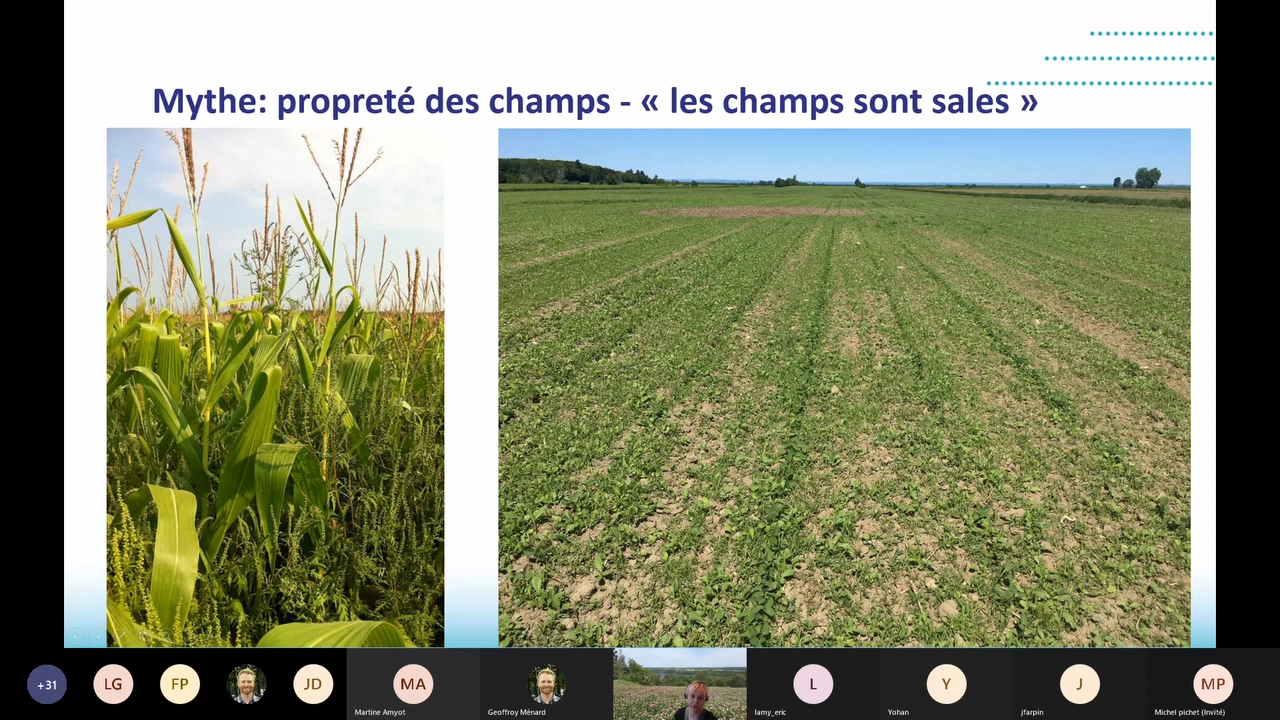 Mythe: propreté des champs - « les champs sont sales »
+31
LG
FP
JD
MA
Martine Amyot
Geoffroy Ménard
L
lamy_eric
Y
Yohan
J
jfarpin
MP
Michel pichet (Invité)